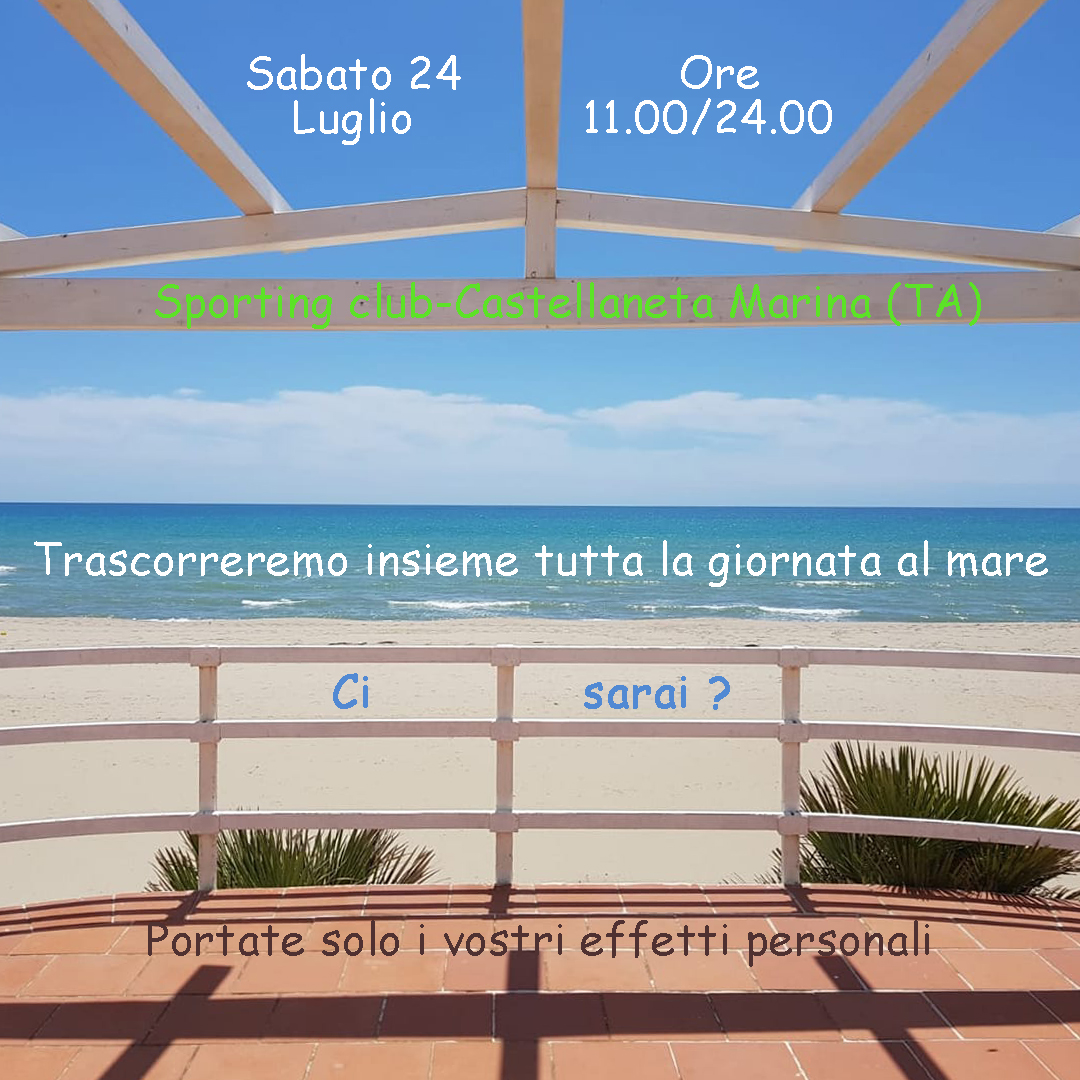 Sabato 24
Luglio
Ore
11.00/24.00
Sporting club-Castellaneta Marina (TA)
Trascorreremo insieme tutta la giornata al mare
Ci sarai ?
Portate solo i vostri effetti personali